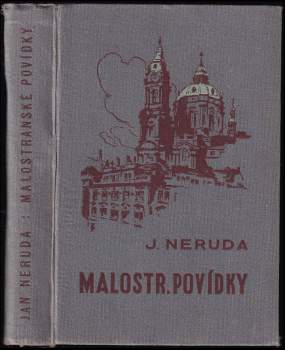 JAN NERUDA : MALOSTRANSKÉ POVÍDKY
J. NERUDA
MALOSTR. POVÍDKY